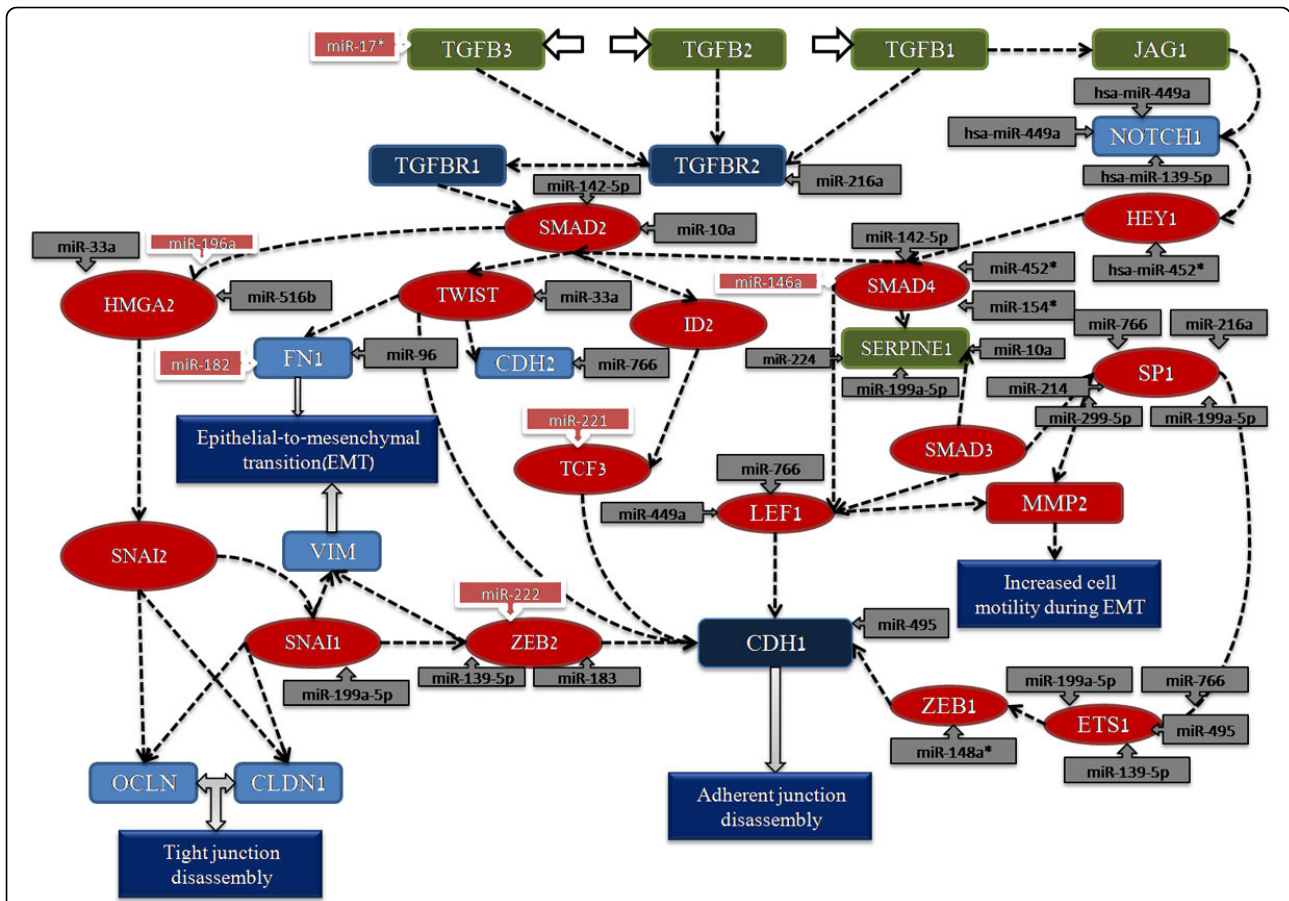 miR-17*
TGFB3
TGFB2
TGFB1
JAG1
hsa-miR-449a
hsa-miR-449a
NOTCH1
hsa-miR-139-5p
TGFBR1
TGFBR2
miR-216a
miR-142-5p
SMAD2
miR-10a
HEY1
hsa-miR-452*
miR-33a
miR-196a
HMGA2
miR-516b
TWIST
miR-33a
ID2
miR-142-5p
miR-146a
SMAD4
miR-452*
miR-154*
miR-182
FN1
miR-96
CDH2
miR-766
miR-224
SERPINE1
miR-10a
miR-199a-5p
miR-766
miR-216a
miR-214
SP1
miR-299-5p
miR-199a-5p
Epithelial-to-mesenchymal
transition(EMT)
miR-221
TCF3
SMAD3
miR-766
miR-449a
LEF1
MMP2
SNAI2
VIM
Increased cell
motility during EMT
miR-222
SNAI1
ZEB2
miR-199a-5p
miR-139-5p
miR-183
CDH1
miR-495
miR-199a-5p
miR-766
ZEB1
ETS1
miR-495
miR-148a*
miR-139-5p
OCLN
CLDN1
Adherent junction
disassembly
Tight junction
disassembly